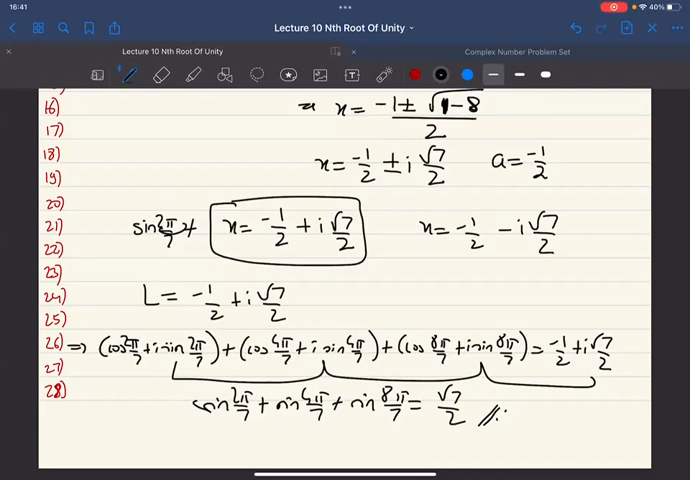 16:41
40%
Lecture 10 Nth Root Of Unity
Lecture 10 Nth Root Of Unity
Complex Number Problem Set
16) ⇒ x = (-1 ± √(1-8))/2
17)
18) x = -1/2 ± i √7/2   a = -1/2
19)
20)
21) sin 2π/7 + x = -1/2 + i √7/2   x = -1/2 - i √7/2
22)
23)
24) L = -1/2 + i √7/2
25)
26) ⇒ (cos 2π/7 + i sin 2π/7) + (cos 4π/7 + i sin 4π/7) + (cos 8π/7 + i sin 8π/7) = -1/2 + i √7/2
27)
28) sin 2π/7 + sin 4π/7 + sin 8π/7 = √7/2